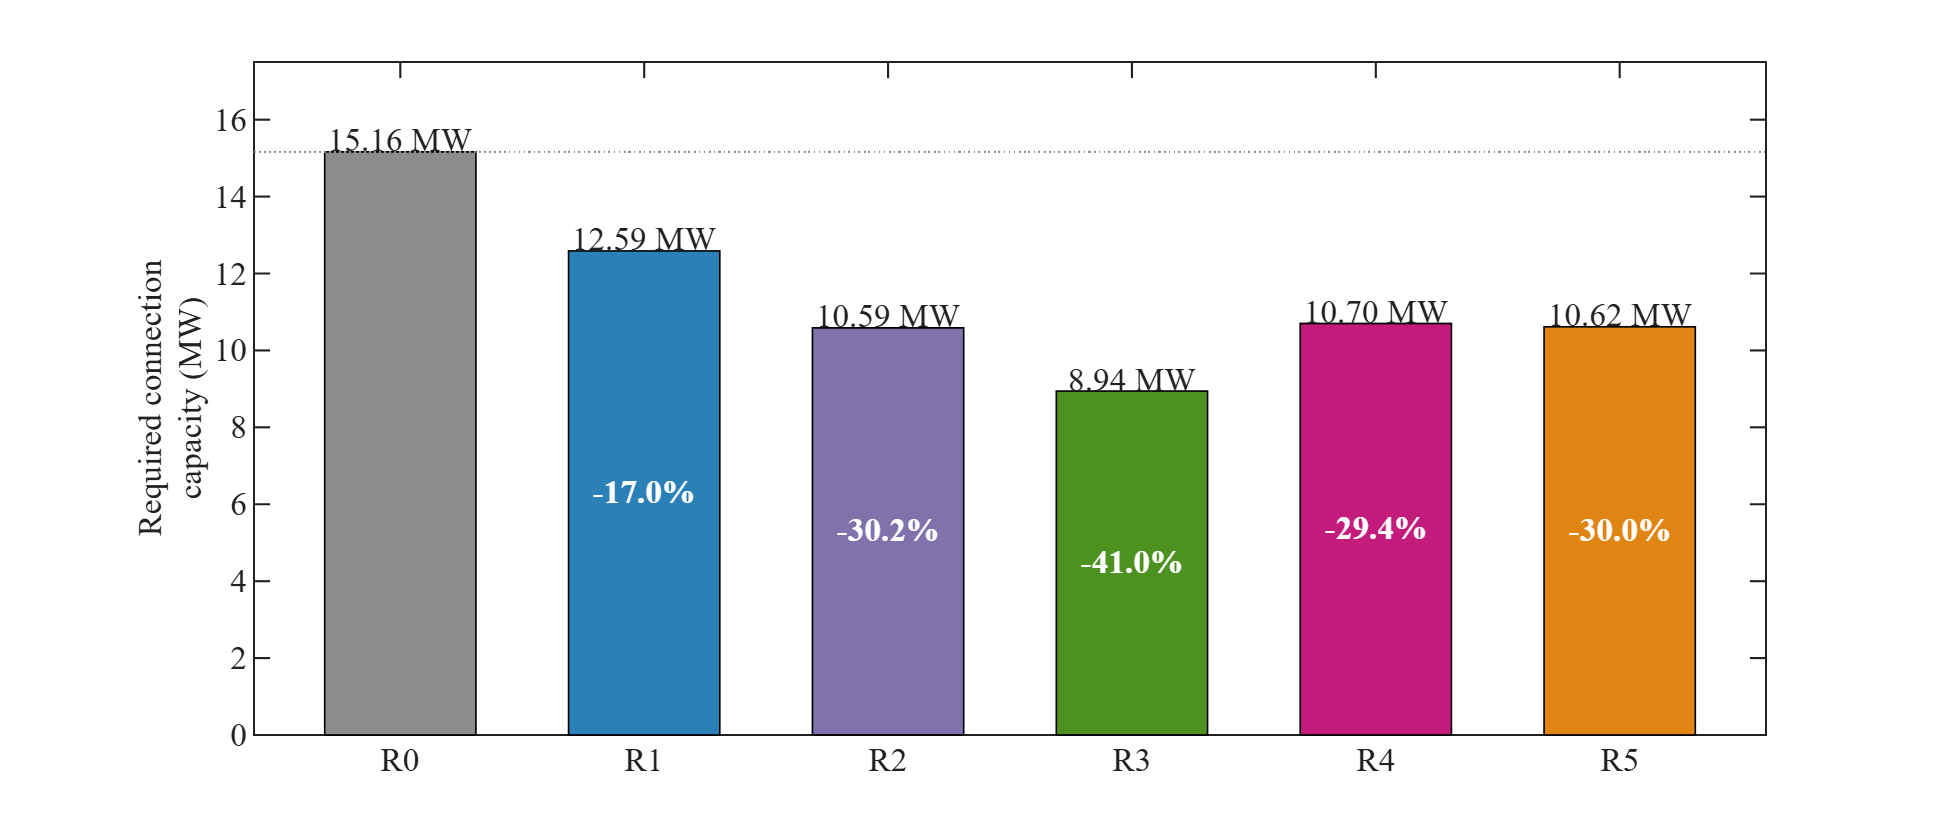 Required connection
capacity (MW)
16
14
12
10
8
6
4
2
0
15.16 MW
12.59 MW
10.59 MW
8.94 MW
10.70 MW
10.62 MW
-17.0%
-30.2%
-41.0%
-29.4%
-30.0%
R0
R1
R2
R3
R4
R5